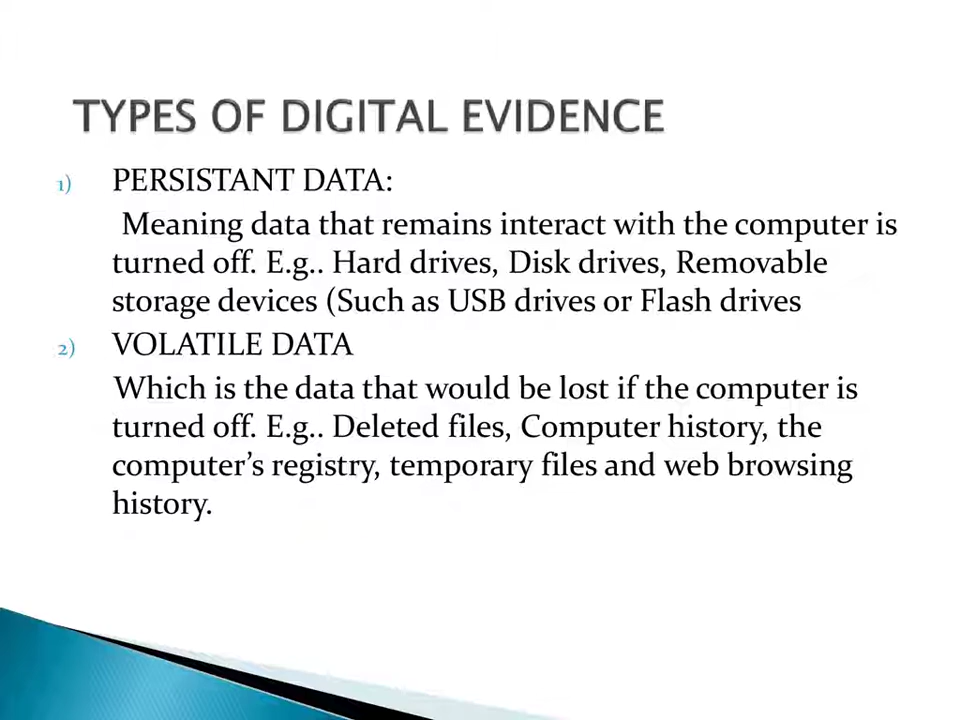 TYPES OF DIGITAL EVIDENCE
1) PERSISTANT DATA:
Meaning data that remains interact with the computer is
turned off. E.g.. Hard drives, Disk drives, Removable
storage devices (Such as USB drives or Flash drives
2) VOLATILE DATA
Which is the data that would be lost if the computer is
turned off. E.g.. Deleted files, Computer history, the
computer’s registry, temporary files and web browsing
history.